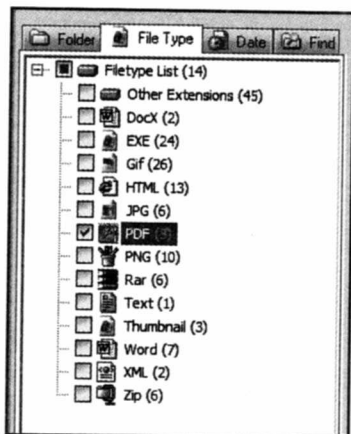 Folder File Type Date Find
Filetype List (14)
Other Extensions (45)
DocX (2)
EXE (24)
Gif (26)
HTML (13)
JPG (6)
PDF
PNG (10)
Rar (6)
Text (1)
Thumbnail (3)
Word (7)
XML (2)
Zip (6)